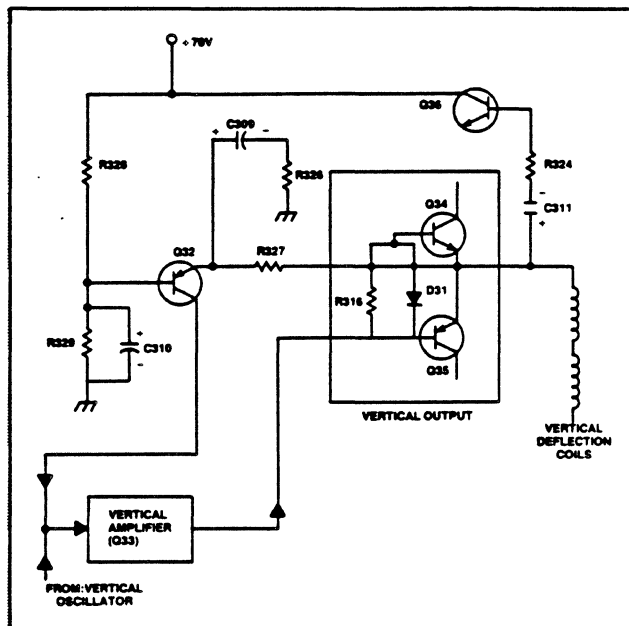 + 79V
Q36
C309
+ -
R328
R326
R324
-
C311
+
Q34
Q32
R327
R316
D31
R329
+
C310
-
Q35
VERTICAL OUTPUT
VERTICAL
DEFLECTION
COILS
VERTICAL
AMPLIFIER
(Q33)
FROM:VERTICAL
OSCILLATOR